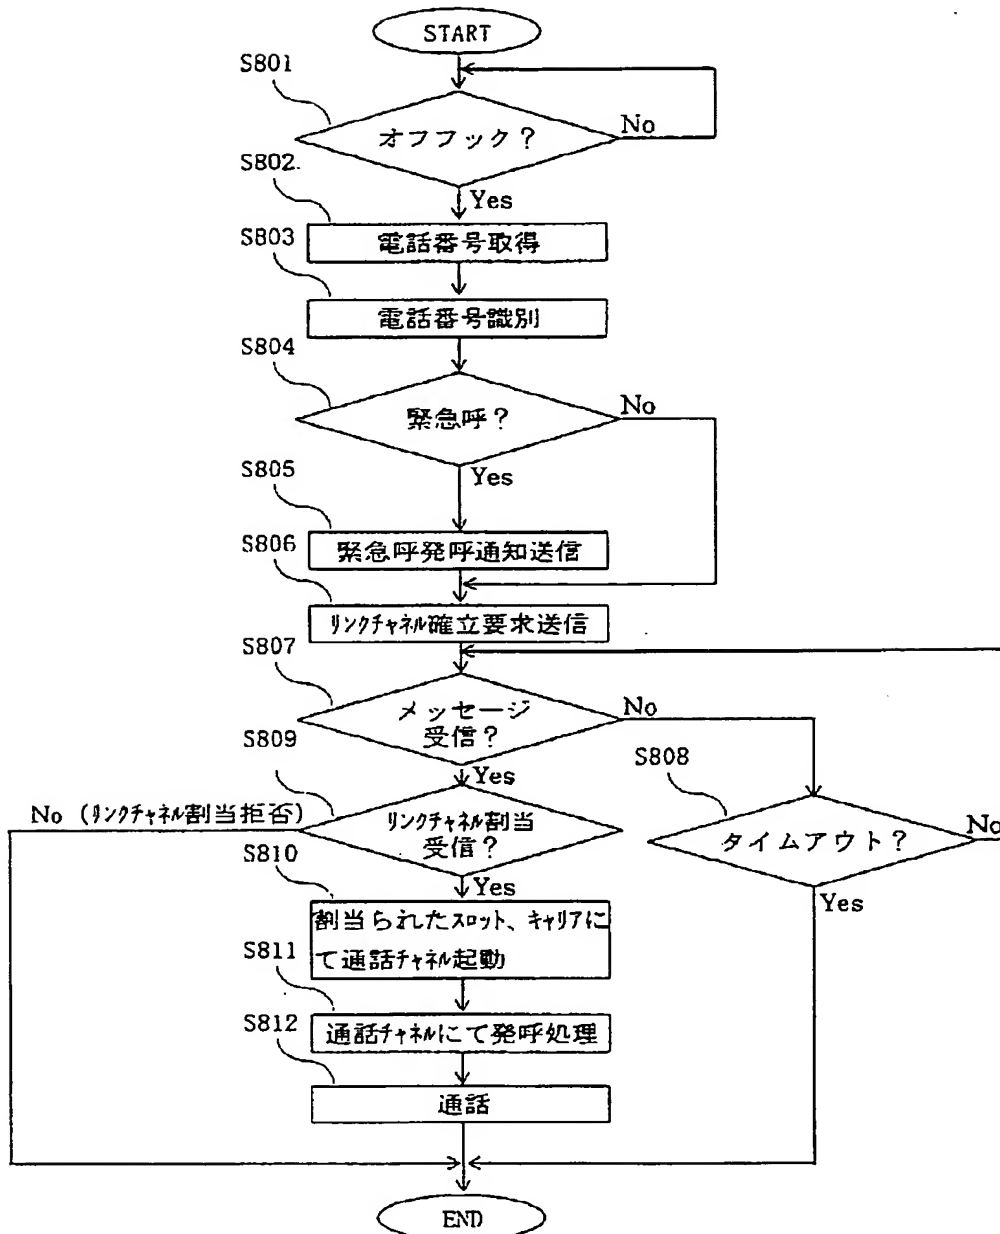 START
S801
オフフック?
No
Yes
S802
電話番号取得
S803
電話番号識別
S804
緊急呼?
No
Yes
S805
緊急呼発呼通知送信
S806
リンクチャネル確立要求送信
S807
メッセージ
受信?
No
Yes
S808
タイムアウト?
No
Yes
S809
リンクチャネル割当
受信?
No (リンクチャネル割当拒否)
Yes
S810
割当られたスロット、キャリアに
て通話チャネル起動
S811
通話チャネルにて発呼処理
S812
通話
END